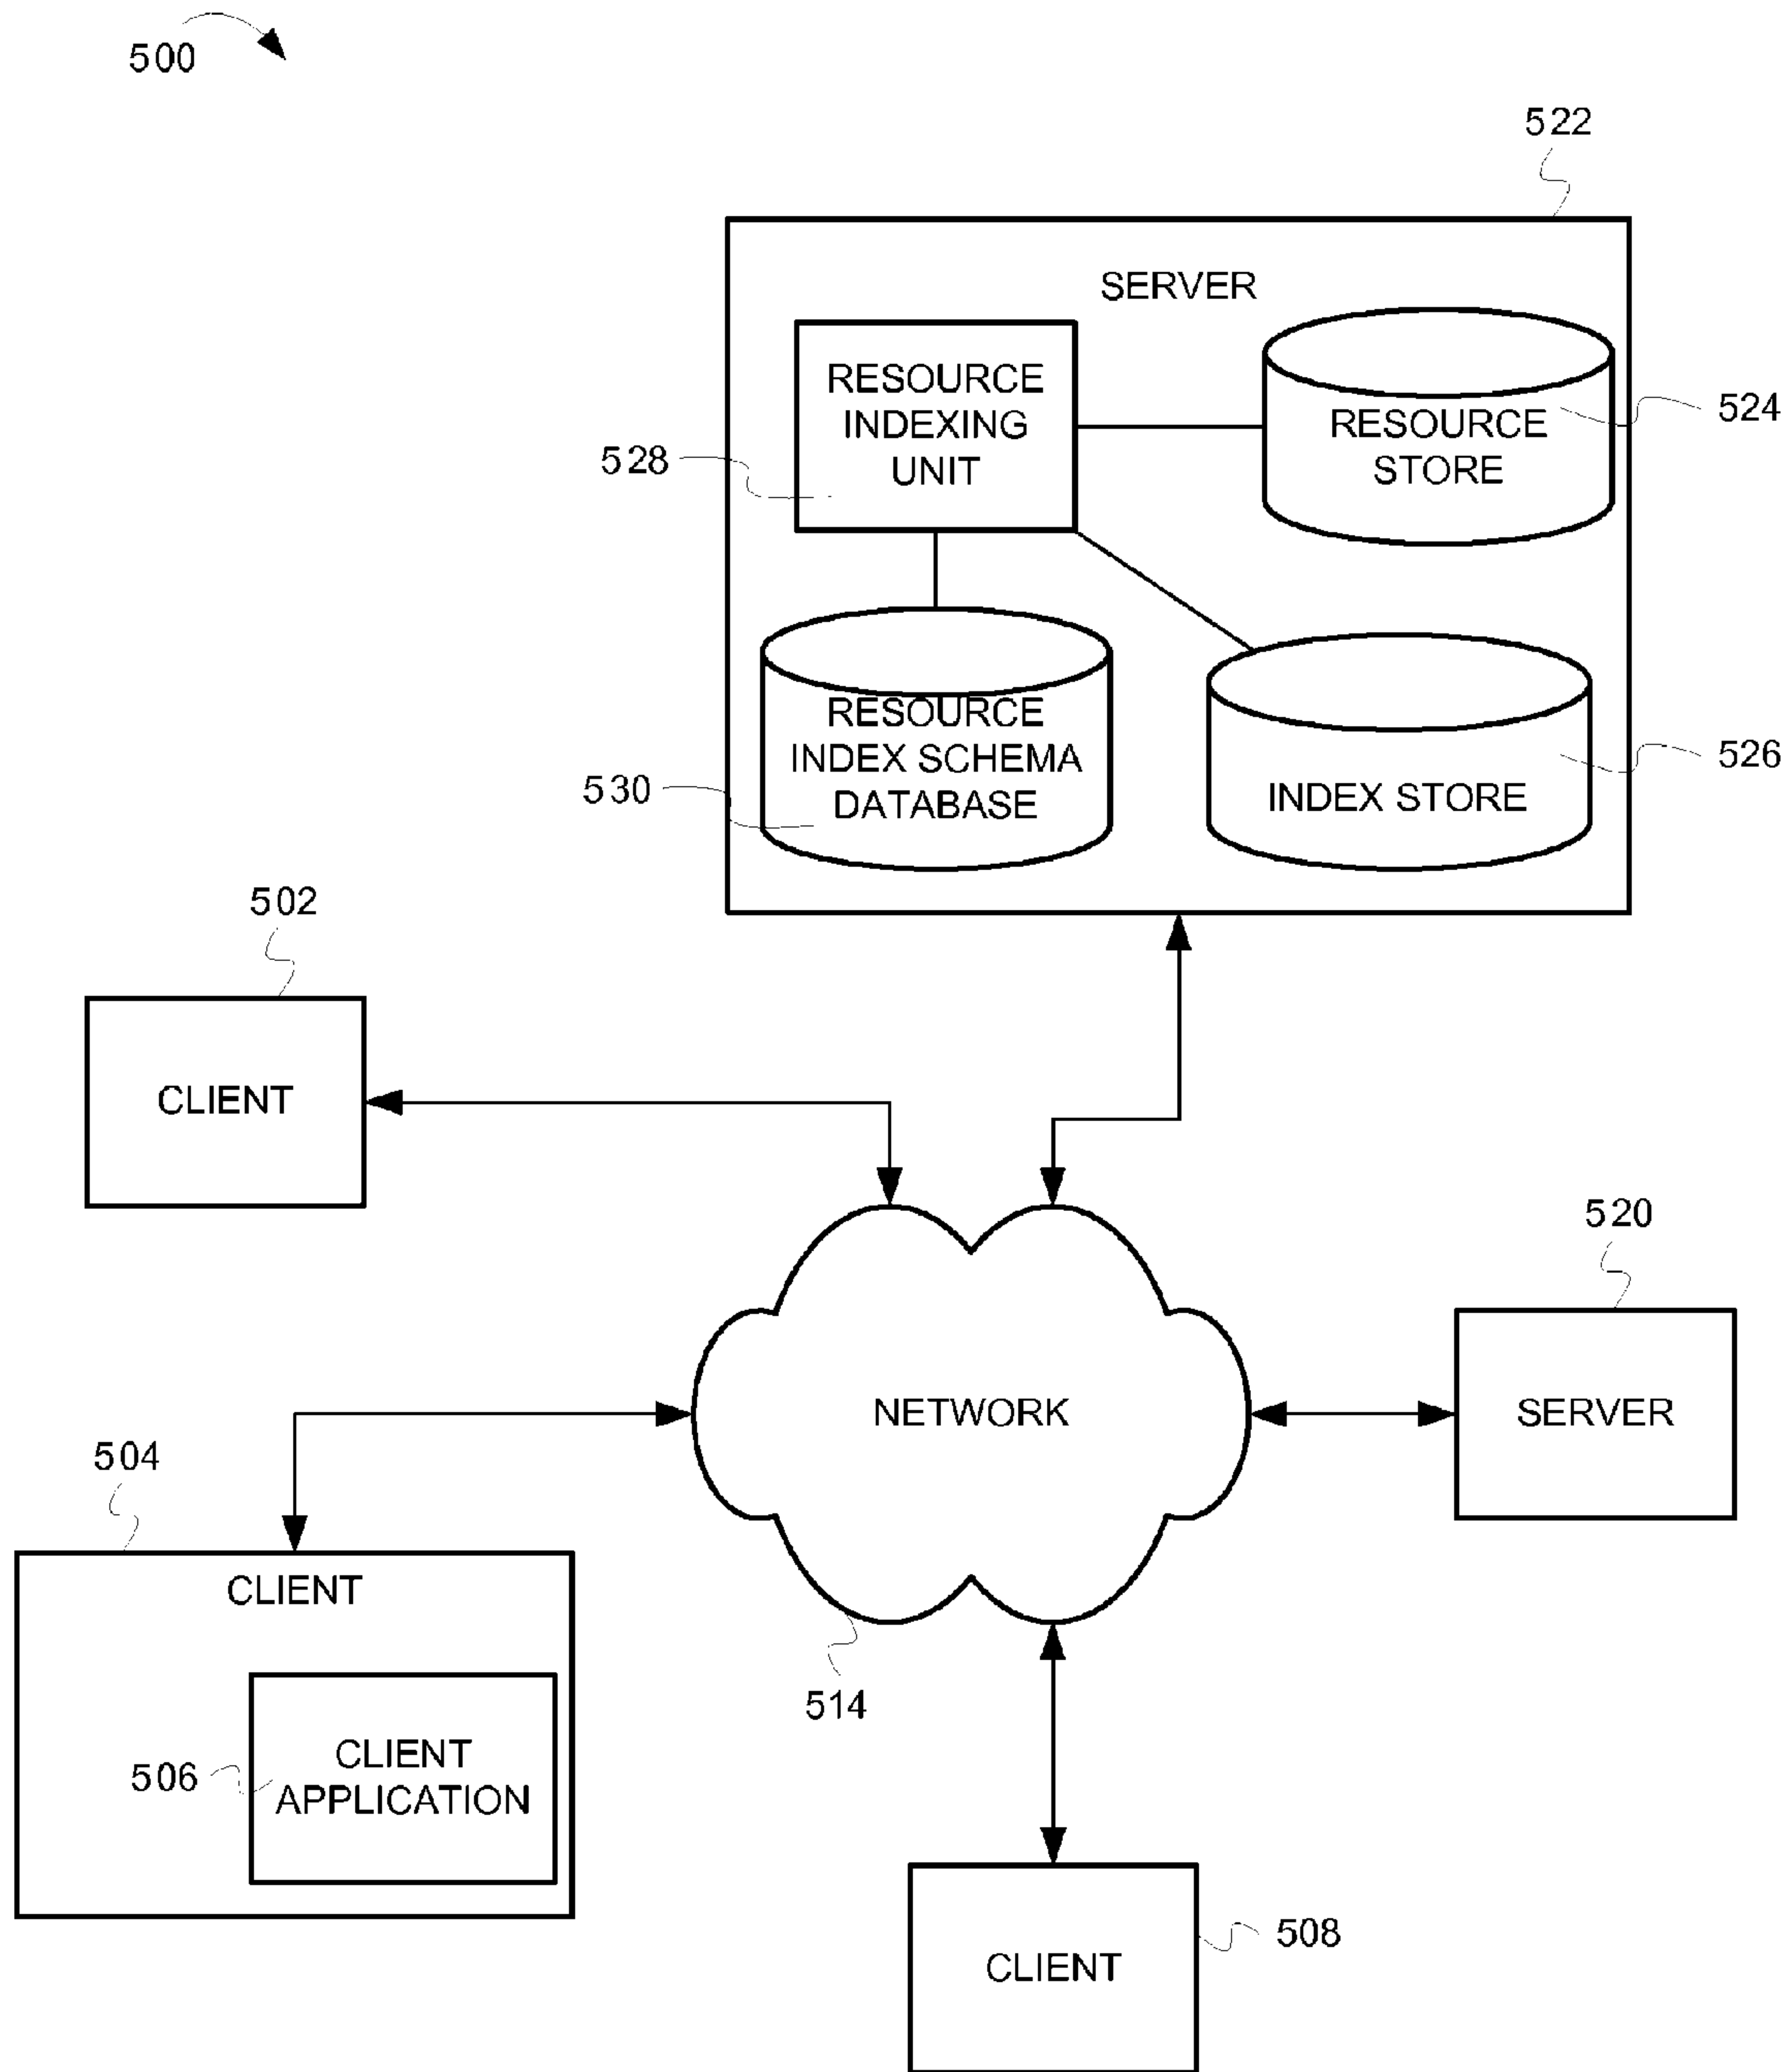 500
522
SERVER
RESOURCE
INDEXING
UNIT
528
RESOURCE
STORE
524
RESOURCE
INDEX SCHEMA
DATABASE
530
INDEX STORE
526
502
CLIENT
520
SERVER
NETWORK
514
504
CLIENT
506
CLIENT
APPLICATION
508
CLIENT